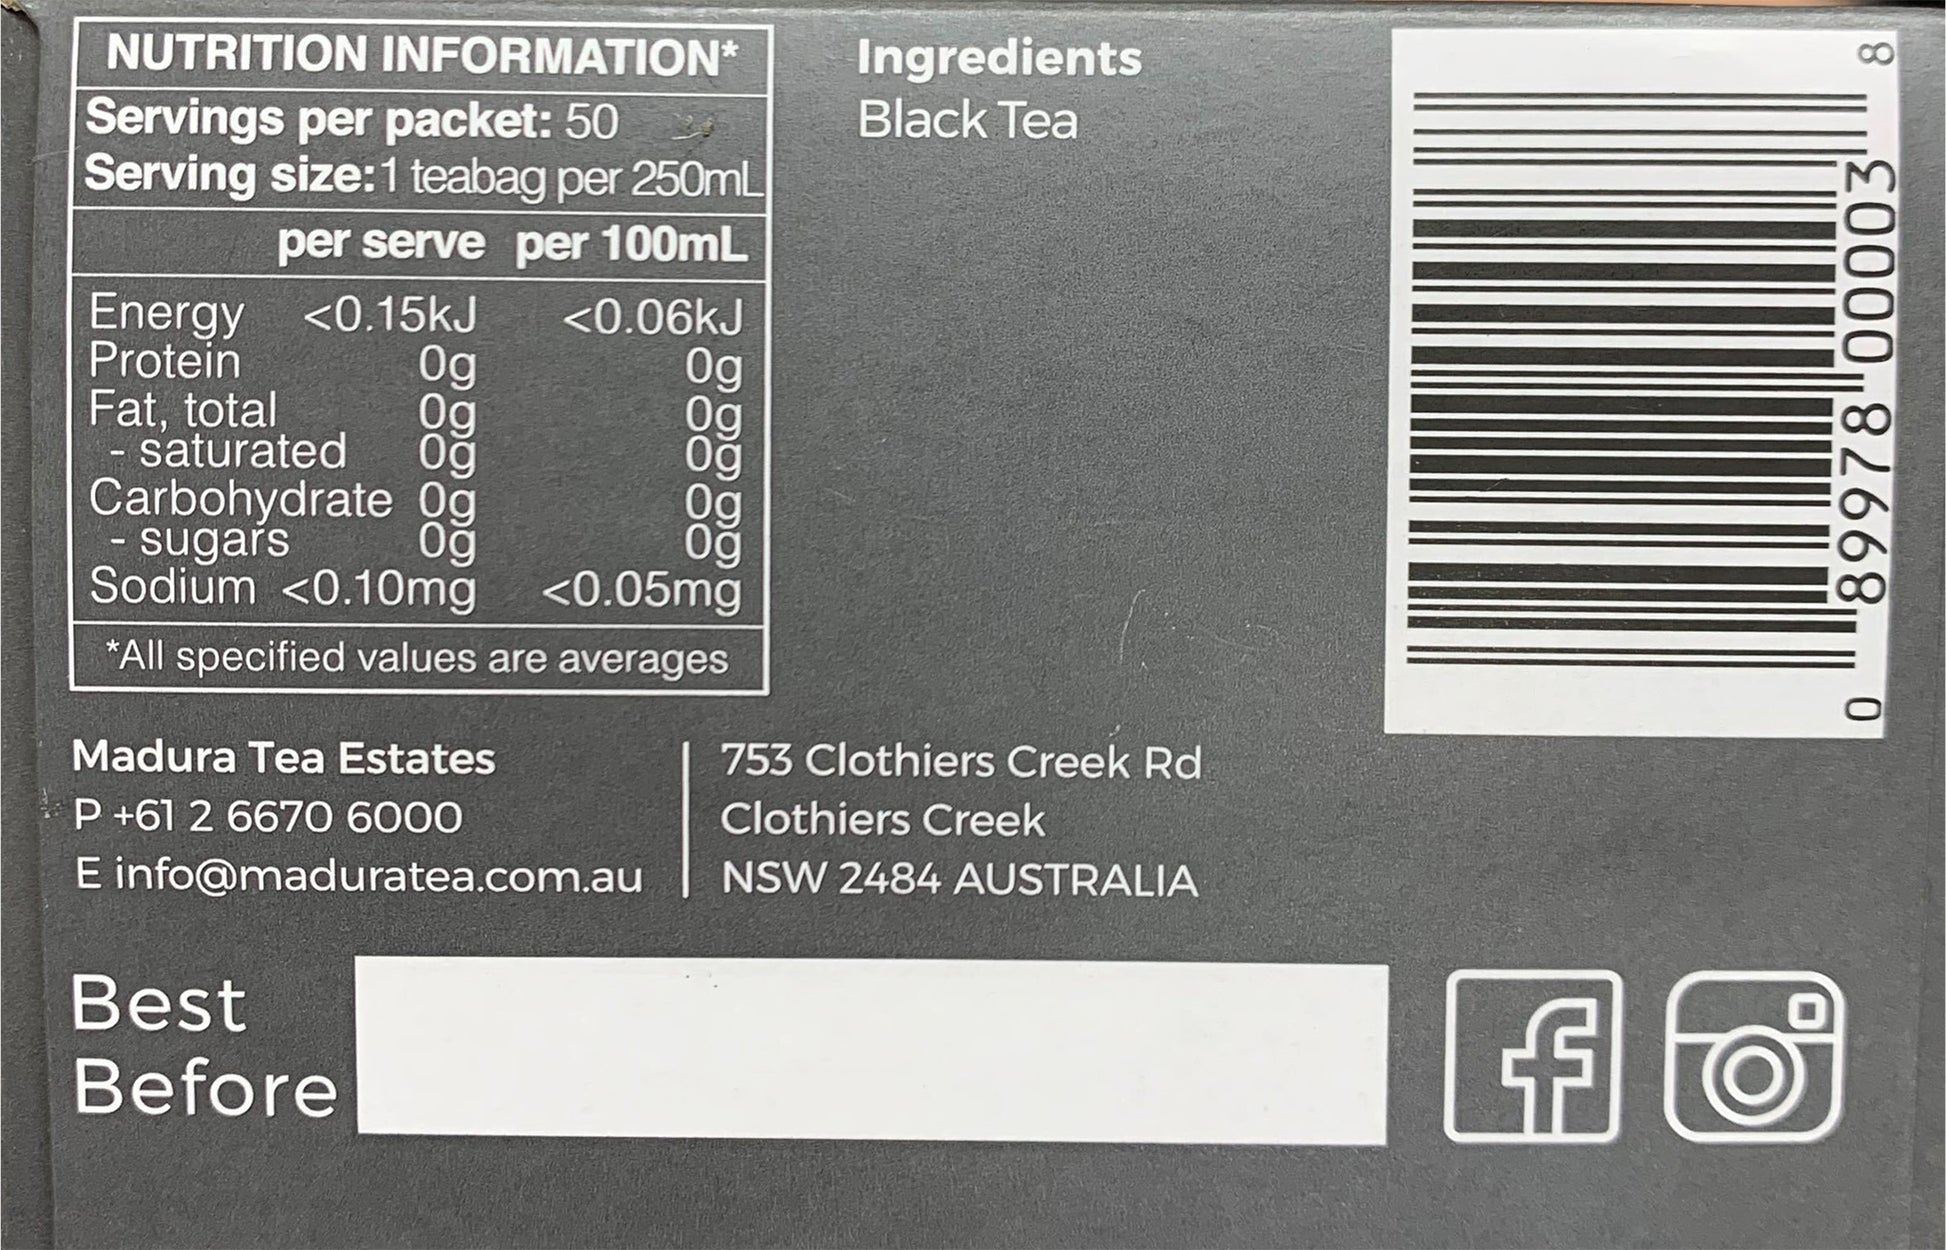 NUTRITION INFORMATION*
Servings per packet: 50
Serving size:1 teabag per 250mL
per serve per 100mL
Energy <0.15kJ <0.06kJ
Protein 0g 0g
Fat, total 0g 0g
- saturated 0g 0g
Carbohydrate 0g 0g
- sugars 0g 0g
Sodium <0.10mg <0.05mg
*All specified values are averages
Ingredients
Black Tea
0 89678 00003 8
Madura Tea Estates
P +61 2 6670 6000
E info@maduratea.com.au
753 Clothiers Creek Rd
Clothiers Creek
NSW 2484 AUSTRALIA
Best
Before